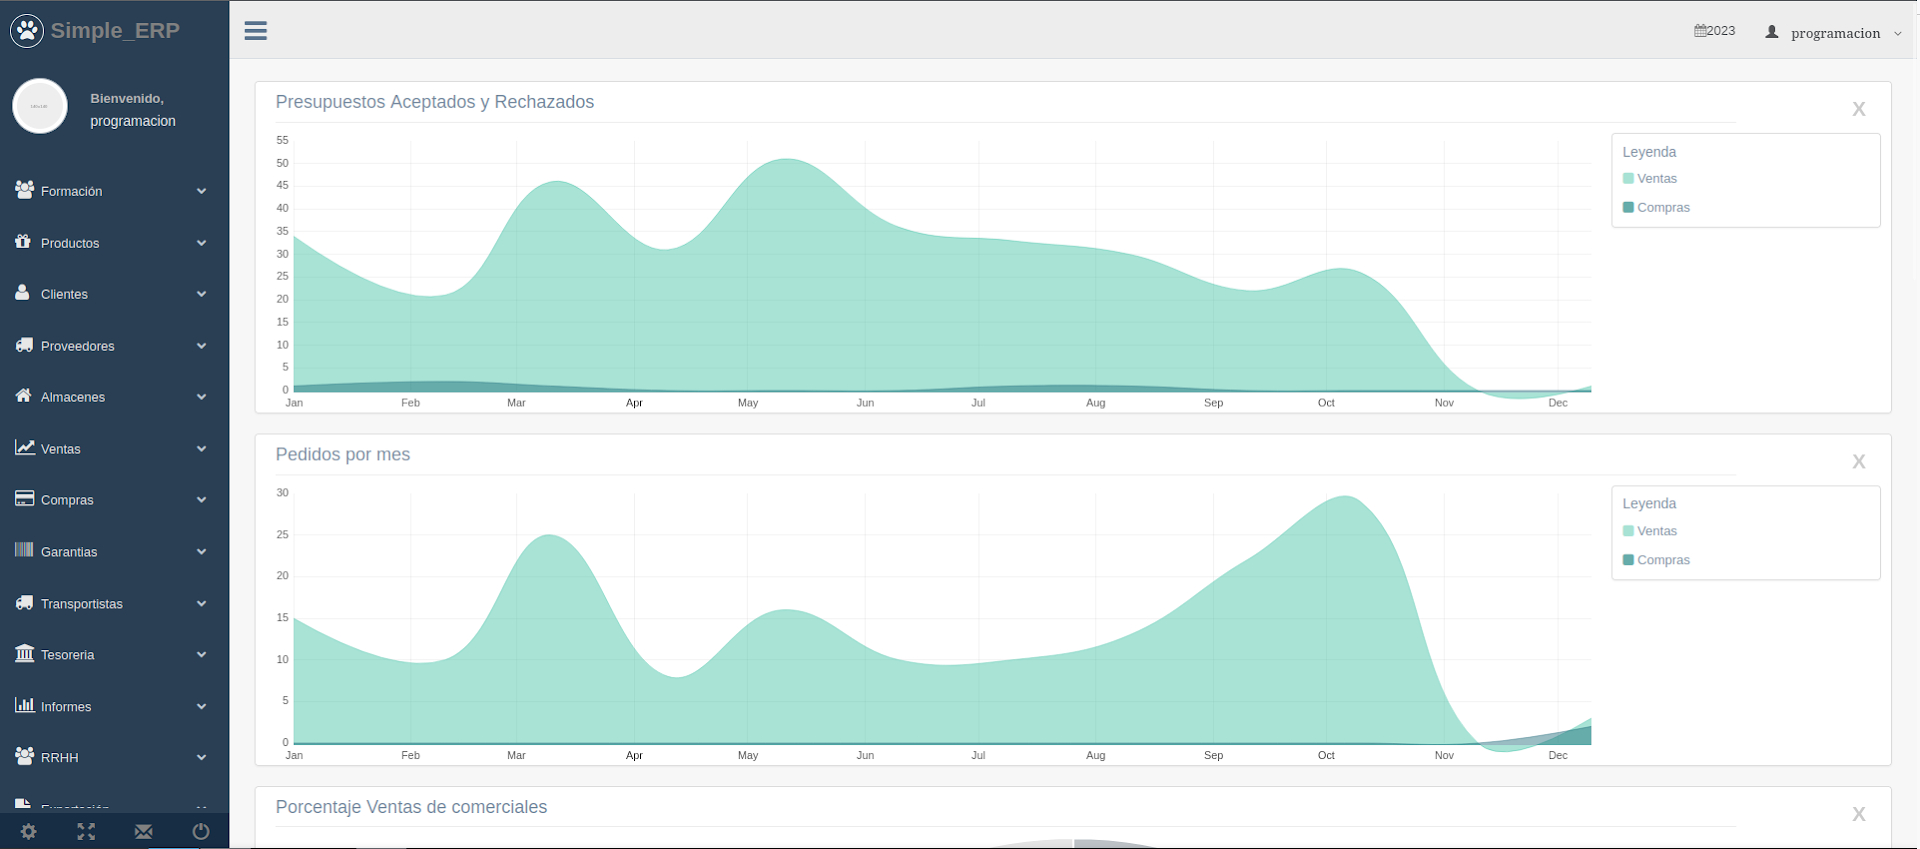 Simple_ERP
2023
programacion
Bienvenido,
programacion
Formación
Productos
Clientes
Proveedores
Almacenes
Ventas
Compras
Garantias
Transportistas
Tesoreria
Informes
RRHH
Exportación
Presupuestos Aceptados y Rechazados
X
55
50
45
40
35
30
25
20
15
10
5
0
Jan Feb Mar Apr May Jun Jul Aug Sep Oct Nov Dec
Leyenda
Ventas
Compras
Pedidos por mes
X
30
25
20
15
10
5
0
Jan Feb Mar Apr May Jun Jul Aug Sep Oct Nov Dec
Leyenda
Ventas
Compras
Porcentaje Ventas de comerciales
X